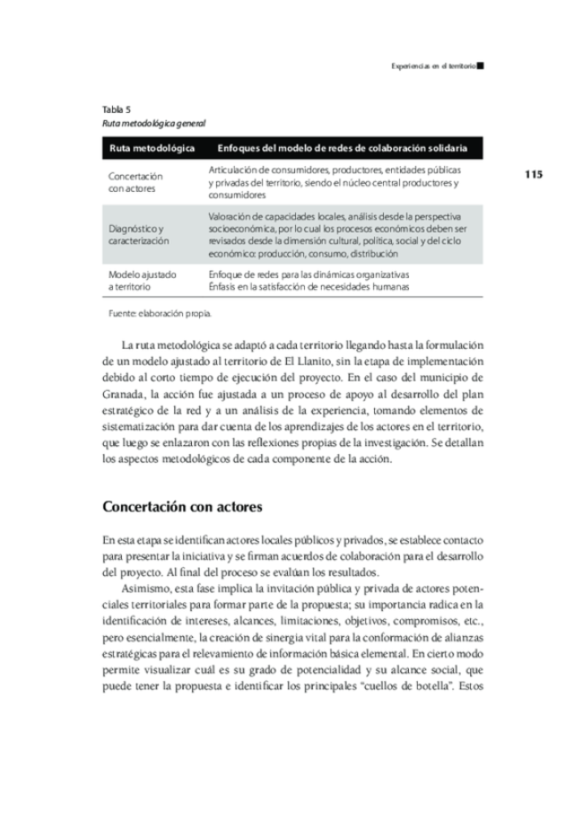 Experiencias en el territorio
115
Tabla 5
Ruta metodológica general
Ruta metodológica Enfoques del modelo de redes de colaboración solidaria
Concertación
con actores
Articulación de consumidores, productores, entidades públicas
y privadas del territorio, siendo el núcleo central productores y
consumidores
Diagnóstico y
caracterización
Valoración de capacidades locales, análisis desde la perspectiva
socioeconómica, por lo cual los procesos económicos deben ser
revisados desde la dimensión cultural, política, social y del ciclo
económico: producción, consumo, distribución
Modelo ajustado
a territorio
Enfoque de redes para las dinámicas organizativas
Énfasis en la satisfacción de necesidades humanas
Fuente: elaboración propia.
La ruta metodológica se adaptó a cada territorio llegando hasta la formulación
de un modelo ajustado al territorio de El Llanito, sin la etapa de implementación
debido al corto tiempo de ejecución del proyecto. En el caso del municipio de
Granada, la acción fue ajustada a un proceso de apoyo al desarrollo del plan
estratégico de la red y a un análisis de la experiencia, tomando elementos de
sistematización para dar cuenta de los aprendizajes de los actores en el territorio,
que luego se enlazaron con las reflexiones propias de la investigación. Se detallan
los aspectos metodológicos de cada componente de la acción.
Concertación con actores
En esta etapa se identifican actores locales públicos y privados, se establece contacto
para presentar la iniciativa y se firman acuerdos de colaboración para el desarrollo
del proyecto. Al final del proceso se evalúan los resultados.
Asimismo, esta fase implica la invitación pública y privada de actores poten-
ciales territoriales para formar parte de la propuesta; su importancia radica en la
identificación de intereses, alcances, limitaciones, objetivos, compromisos, etc.,
pero esencialmente, la creación de sinergia vital para la conformación de alianzas
estratégicas para el relevamiento de información básica elemental. En cierto modo
permite visualizar cuál es su grado de potencialidad y su alcance social, que
puede tener la propuesta e identificar los principales “cuellos de botella”. Estos